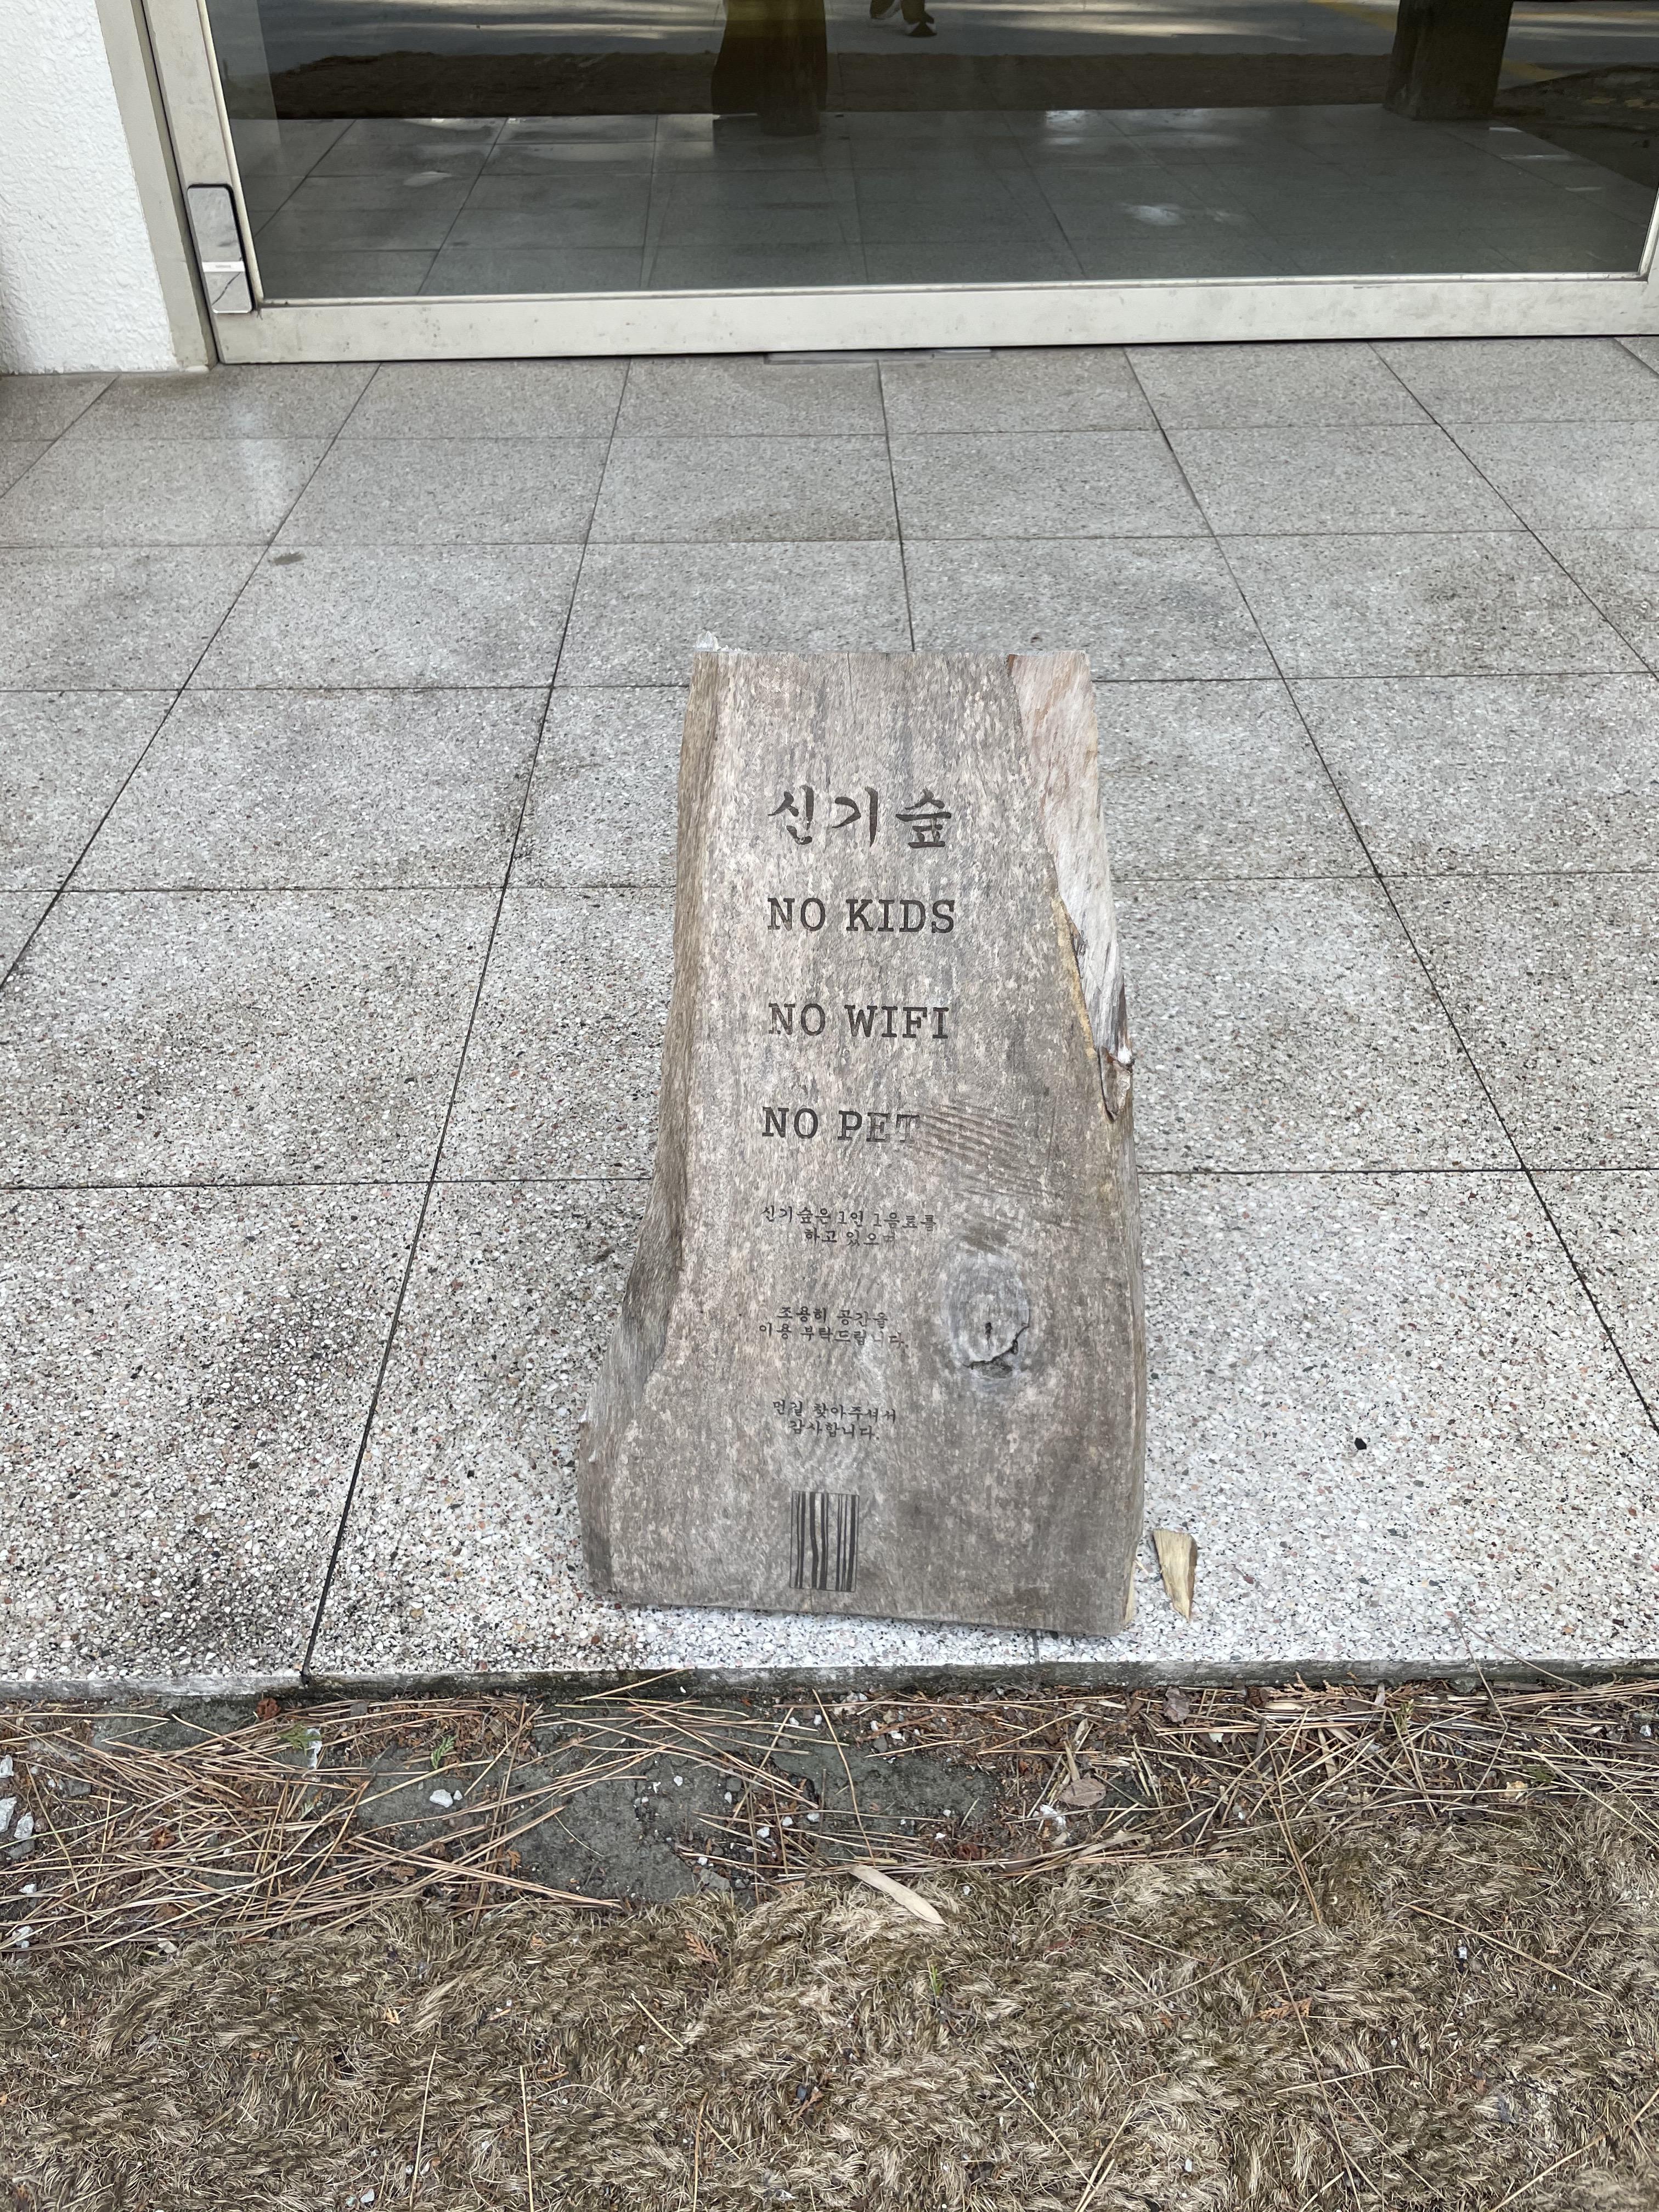 신기숲
NO KIDS
NO WIFI
NO PET
신기숲은 1인 1음료를
하고 있으며
조용히 공간을
이용 부탁드립니다.
먼길 찾아주셔서
감사합니다.